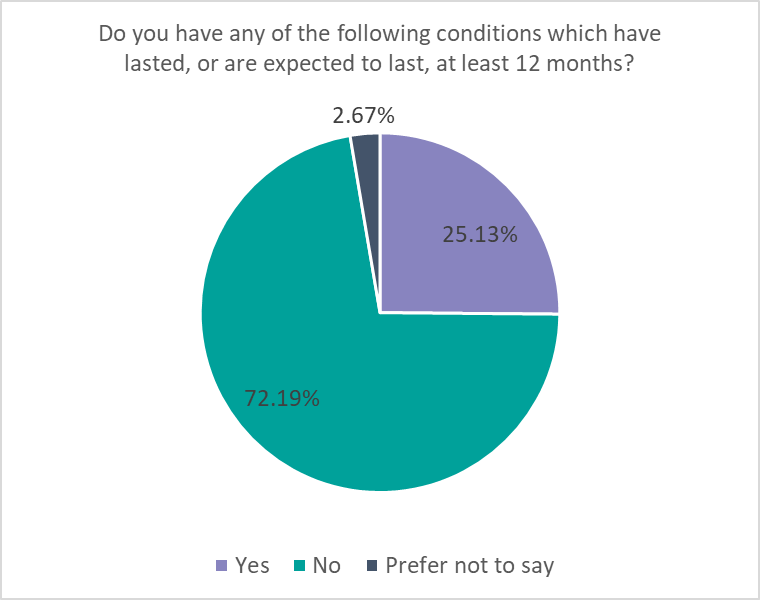 Do you have any of the following conditions which have
lasted, or are expected to last, at least 12 months?
2.67%
25.13%
72.19%
Yes No Prefer not to say